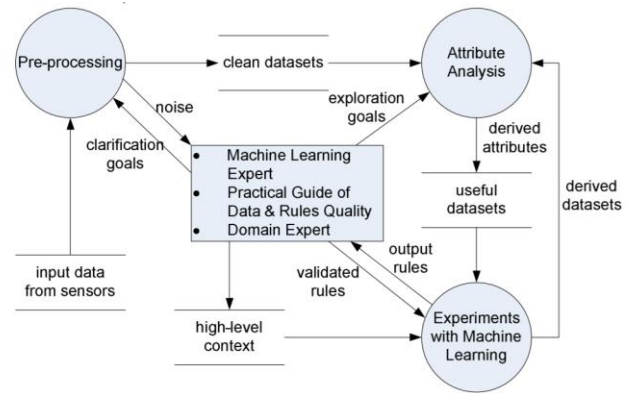 Pre-processing
clean datasets
Attribute
Analysis
noise
exploration
goals
clarification
goals
derived
attributes
• Machine Learning
Expert
• Practical Guide of
Data & Rules Quality
• Domain Expert
useful
datasets
derived
datasets
input data
from sensors
validated
rules
output
rules
high-level
context
Experiments
with Machine
Learning